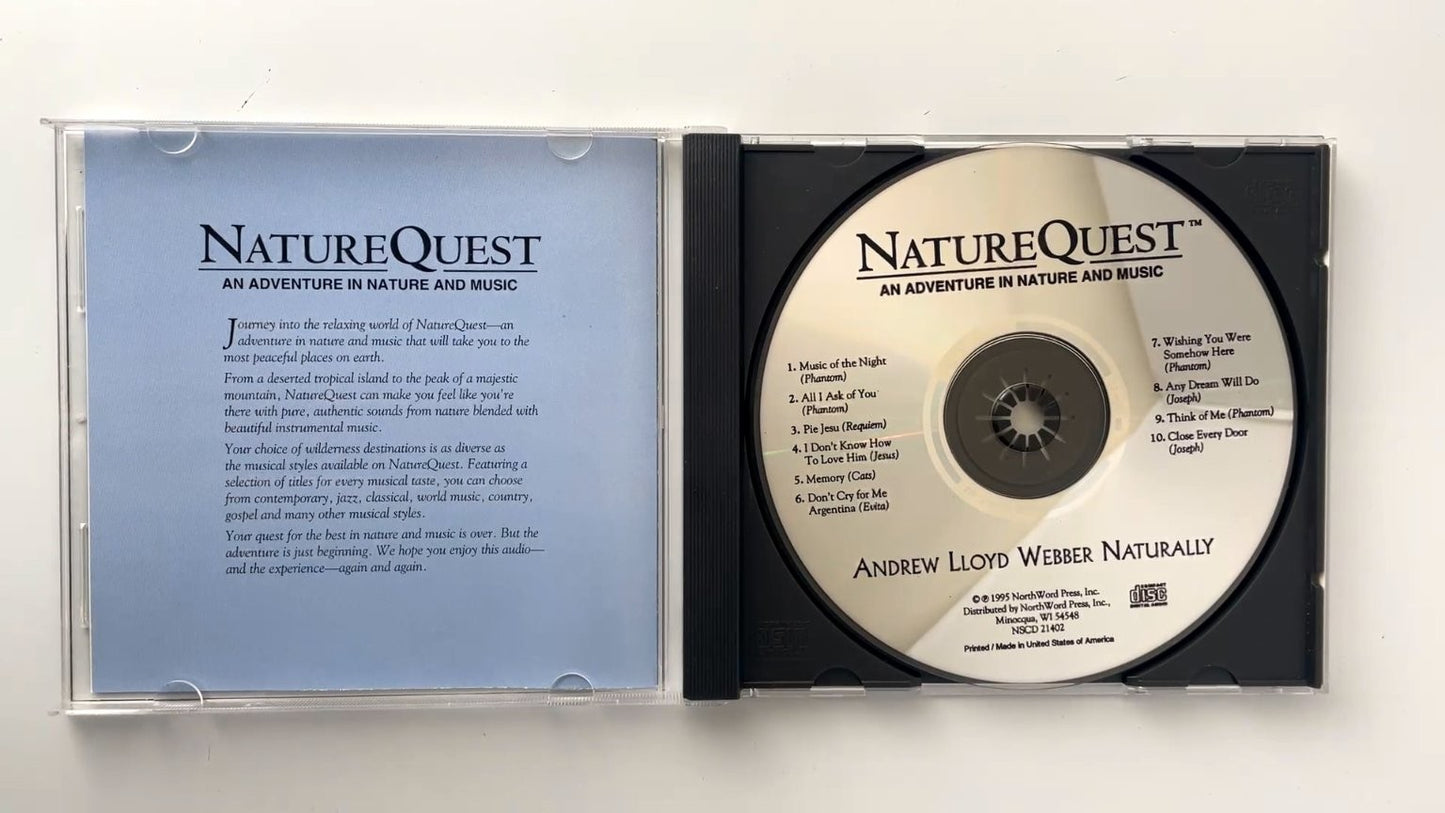 NATUREQUEST
AN ADVENTURE IN NATURE AND MUSIC
Journey into the relaxing world of NatureQuest—an
adventure in nature and music that will take you to the
most peaceful places on earth.
From a deserted tropical island to the peak of a majestic
mountain, NatureQuest can make you feel like you're
there with pure, authentic sounds from nature blended with
beautiful instrumental music.
Your choice of wilderness destinations is as diverse as
the musical styles available on NatureQuest. Featuring a
selection of titles for every musical taste, you can choose
from contemporary, jazz, classical, world music, country,
gospel and many other musical styles.
Your quest for the best in nature and music is over. But the
adventure is just beginning. We hope you enjoy this audio—
and the experience—again and again.
NATUREQUEST™
AN ADVENTURE IN NATURE AND MUSIC
1. Music of the Night
(Phantom)
2. All I Ask of You
(Phantom)
3. Pie Jesu (Requiem)
4. I Don't Know How
To Love Him (Jesus)
5. Memory (Cats)
6. Don't Cry for Me
Argentina (Evita)
7. Wishing You Were
Somehow Here
(Phantom)
8. Any Dream Will Do
(Joseph)
9. Think of Me (Phantom)
10. Close Every Door
(Joseph)
ANDREW LLOYD WEBBER NATURALLY
© ℗ 1995 NorthWord Press, Inc.
Distributed by NorthWord Press, Inc.,
Minocqua, WI 54548
NSCD 21402
Printed / Made in United States of America
COMPACT
disc
DIGITAL AUDIO